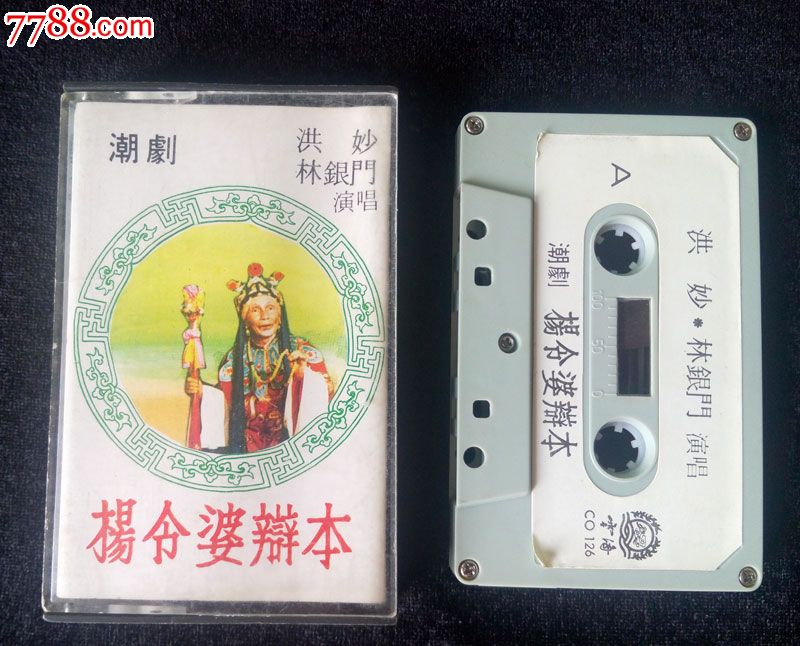 7788.com
潮劇
洪妙
林銀門
演唱
楊令婆辯本
A
洪妙*林銀門 演唱
潮劇 楊令婆辯本
100 50 0
CO 126